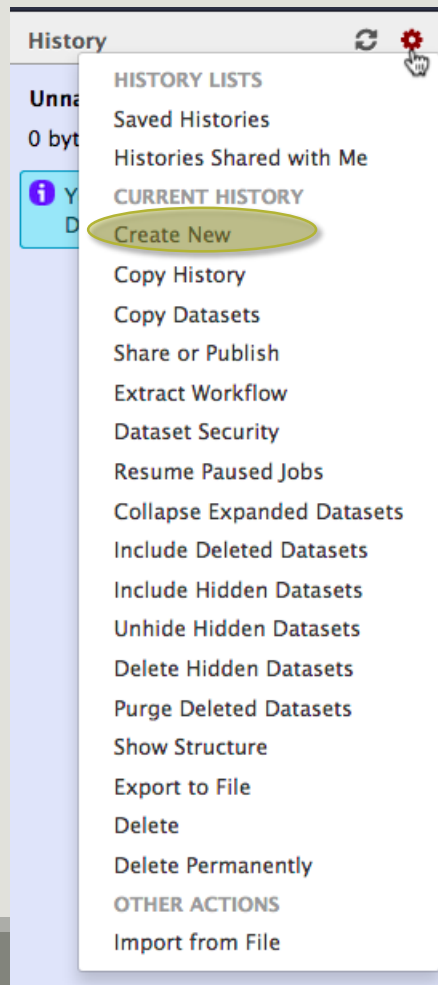 History
HISTORY LISTS
Unna
Saved Histories
0 byt
Histories Shared with Me
Y
CURRENT HISTORY
D
Create New
Copy History
Copy Datasets
Share or Publish
Extract Workflow
Dataset Security
Resume Paused Jobs
Collapse Expanded Datasets
Include Deleted Datasets
Include Hidden Datasets
Unhide Hidden Datasets
Delete Hidden Datasets
Purge Deleted Datasets
Show Structure
Export to File
Delete
Delete Permanently
OTHER ACTIONS
Import from File